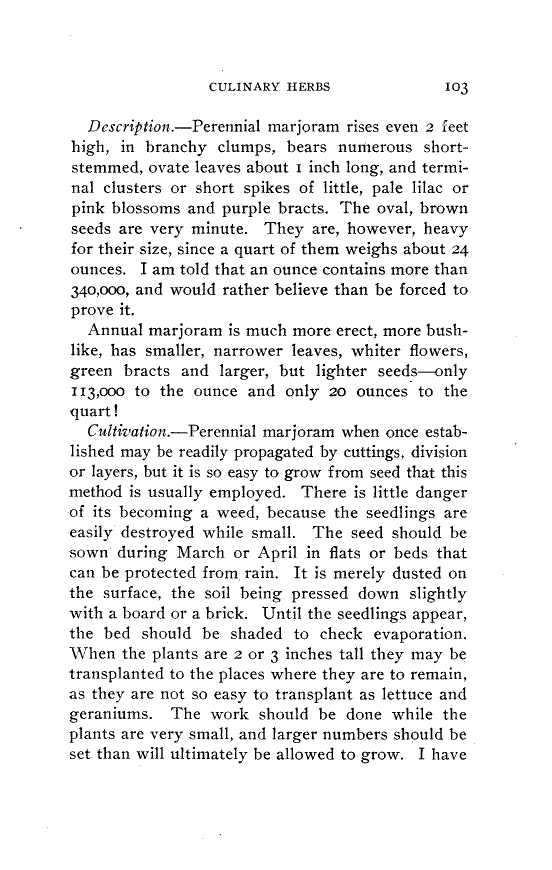 CULINARY HERBS 103
Description.—Perennial marjoram rises even 2 feet
high, in branchy clumps, bears numerous short-
stemmed, ovate leaves about 1 inch long, and termi-
nal clusters or short spikes of little, pale lilac or
pink blossoms and purple bracts. The oval, brown
seeds are very minute. They are, however, heavy
for their size, since a quart of them weighs about 24
ounces. I am told that an ounce contains more than
340,000, and would rather believe than be forced to
prove it.
Annual marjoram is much more erect, more bush-
like, has smaller, narrower leaves, whiter flowers,
green bracts and larger, but lighter seeds—only
113,000 to the ounce and only 20 ounces to the
quart!
Cultivation.—Perennial marjoram when once estab-
lished may be readily propagated by cuttings, division
or layers, but it is so easy to grow from seed that this
method is usually employed. There is little danger
of its becoming a weed, because the seedlings are
easily destroyed while small. The seed should be
sown during March or April in flats or beds that
can be protected from rain. It is merely dusted on
the surface, the soil being pressed down slightly
with a board or a brick. Until the seedlings appear,
the bed should be shaded to check evaporation.
When the plants are 2 or 3 inches tall they may be
transplanted to the places where they are to remain,
as they are not so easy to transplant as lettuce and
geraniums. The work should be done while the
plants are very small, and larger numbers should be
set than will ultimately be allowed to grow. I have